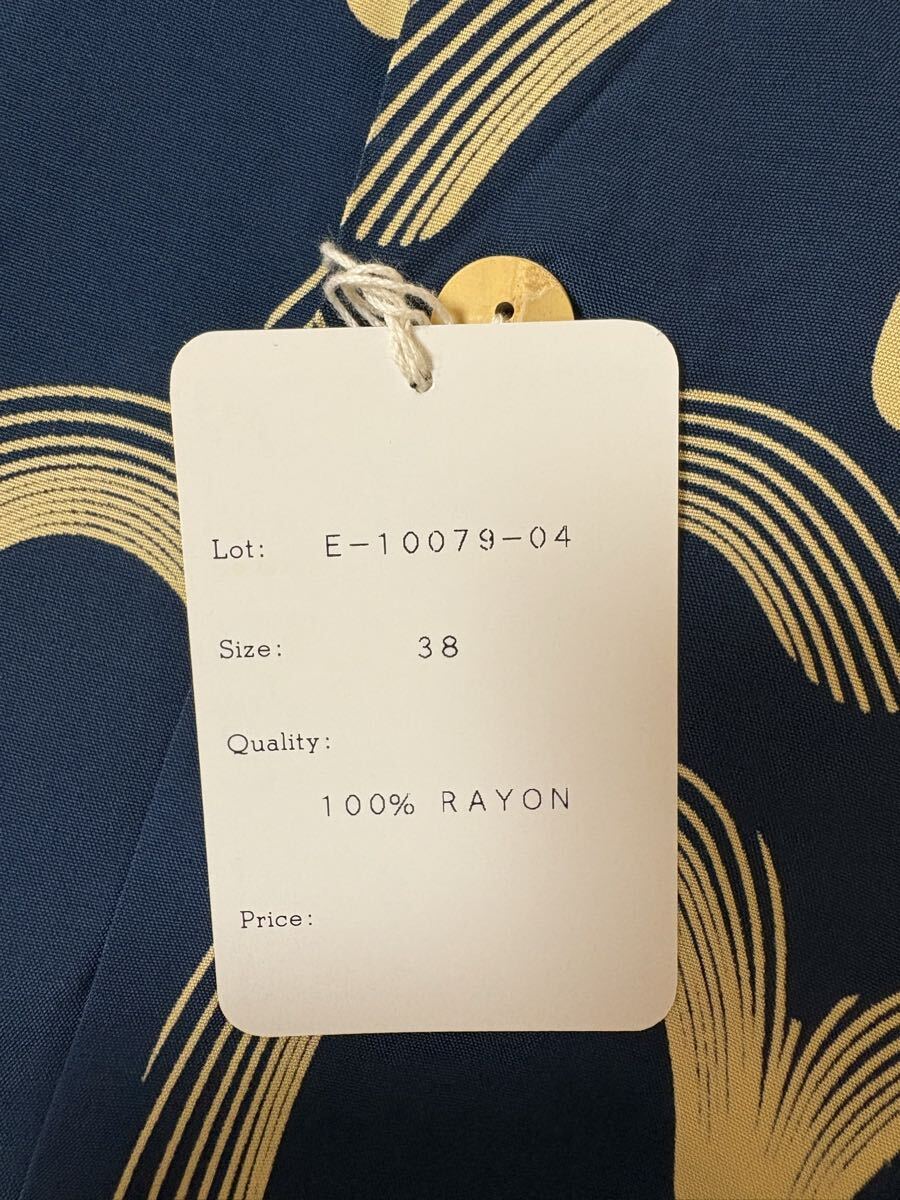 Lot: E-10079-04
Size: 38
Quality:
100% RAYON
Price: